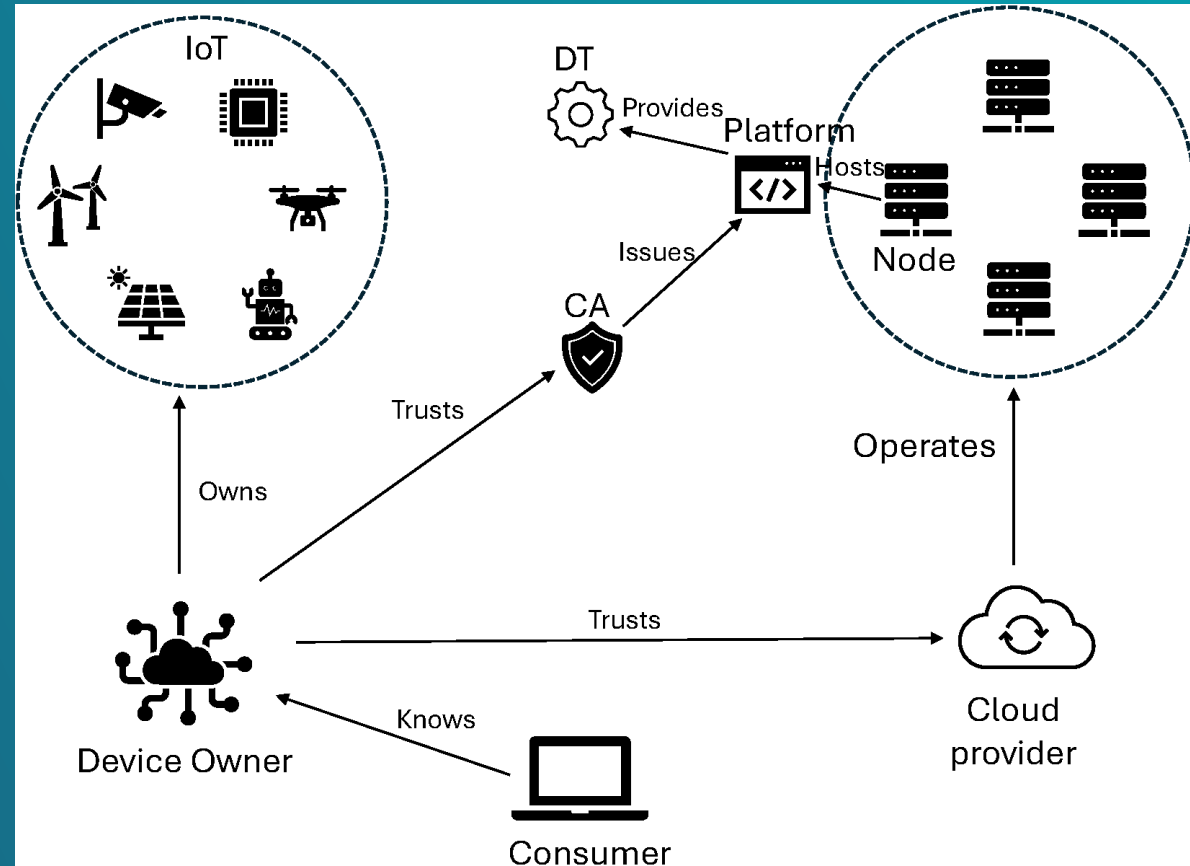 IoT
DT
Provides
Platform
Hosts
Node
Issues
CA
Trusts
Operates
Owns
Trusts
Knows
Device Owner
Cloud
provider
Consumer